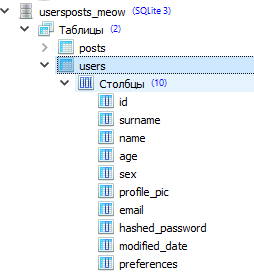 usersposts_meow (SQLite 3)
Таблицы (2)
posts
users
Столбцы (10)
id
surname
name
age
sex
profile_pic
email
hashed_password
modified_date
preferences